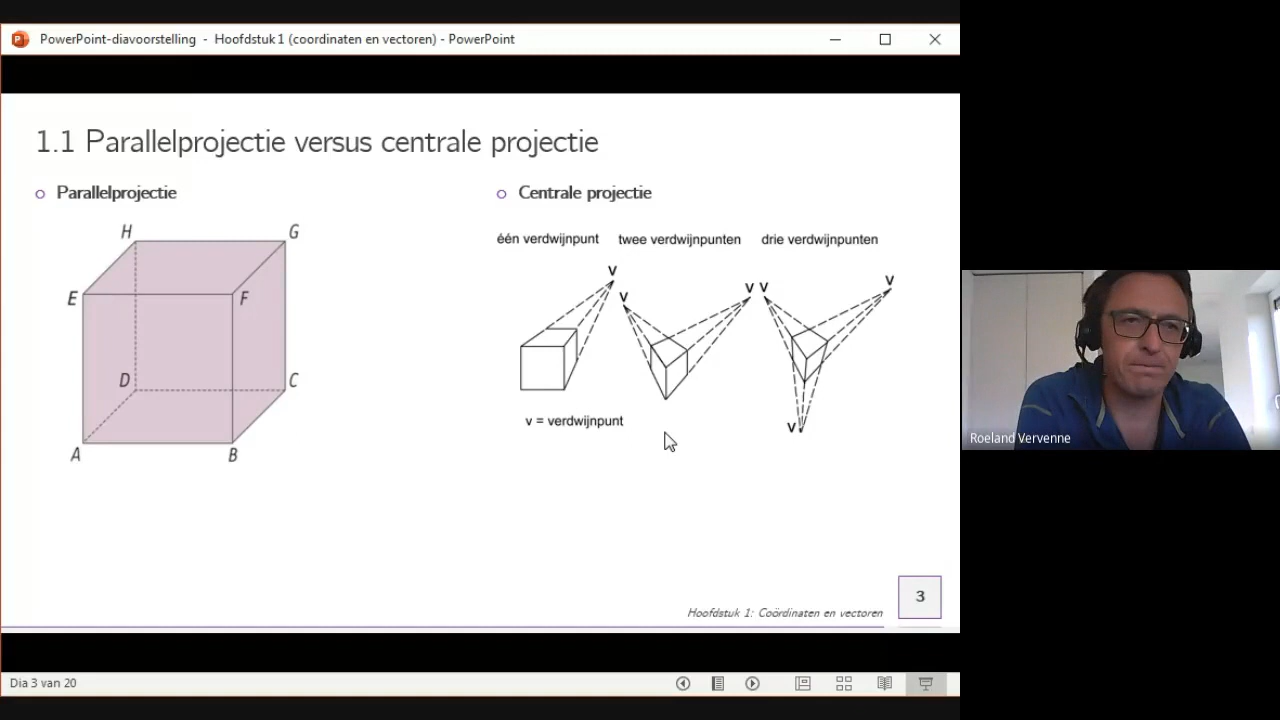 PowerPoint-diavoorstelling - Hoofdstuk 1 (coordinaten en vectoren) - PowerPoint
1.1 Parallelprojectie versus centrale projectie
Parallelprojectie
H
G
E
F
D
C
A
B
Centrale projectie
één verdwijnpunt twee verdwijnpunten drie verdwijnpunten
v
v
v v
v
v = verdwijnpunt
v
Roeland Vervenne
3
Hoofdstuk 1: Coördinaten en vectoren
Dia 3 van 20